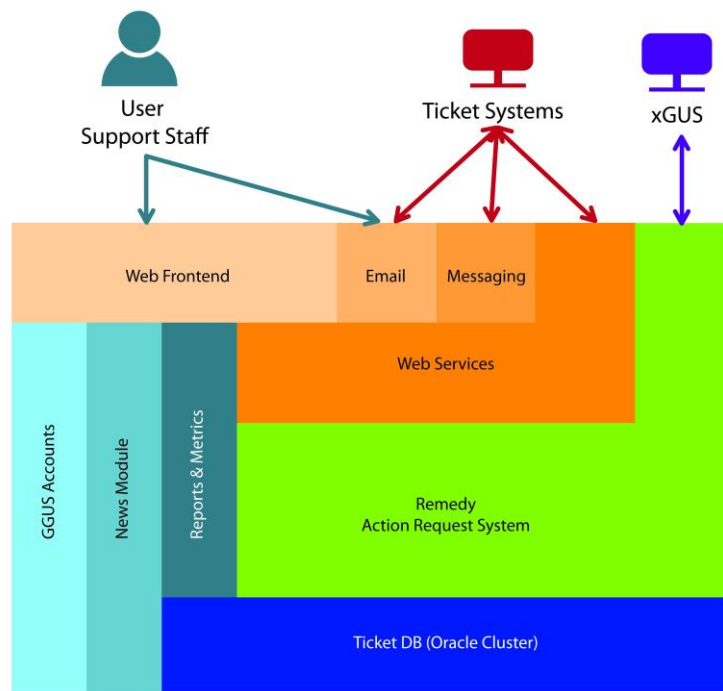 User
Support Staff
Ticket Systems
xGUS
Web Frontend
Email
Messaging
Web Services
GGUS Accounts
News Module
Reports & Metrics
Remedy
Action Request System
Ticket DB (Oracle Cluster)